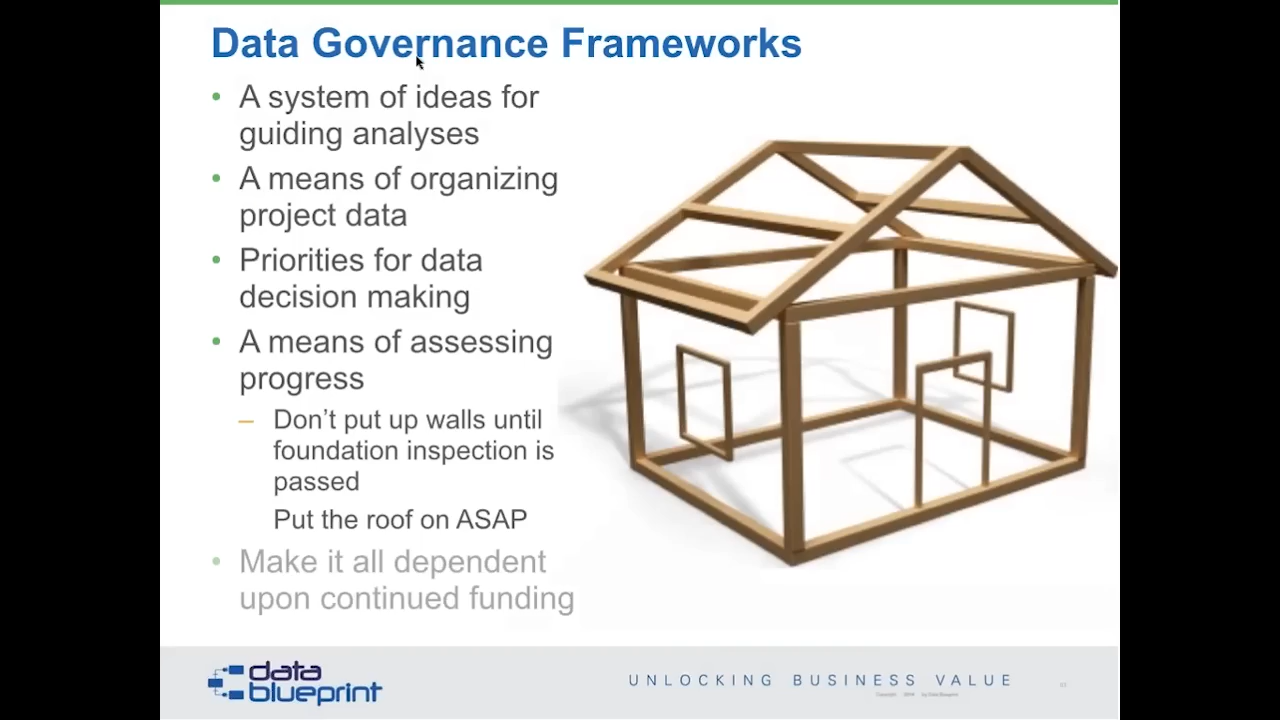 Data Governance Frameworks
• A system of ideas for
guiding analyses
• A means of organizing
project data
• Priorities for data
decision making
• A means of assessing
progress
– Don’t put up walls until
foundation inspection is
passed
Put the roof on ASAP
• Make it all dependent
upon continued funding
data
blueprint
UNLOCKING BUSINESS VALUE